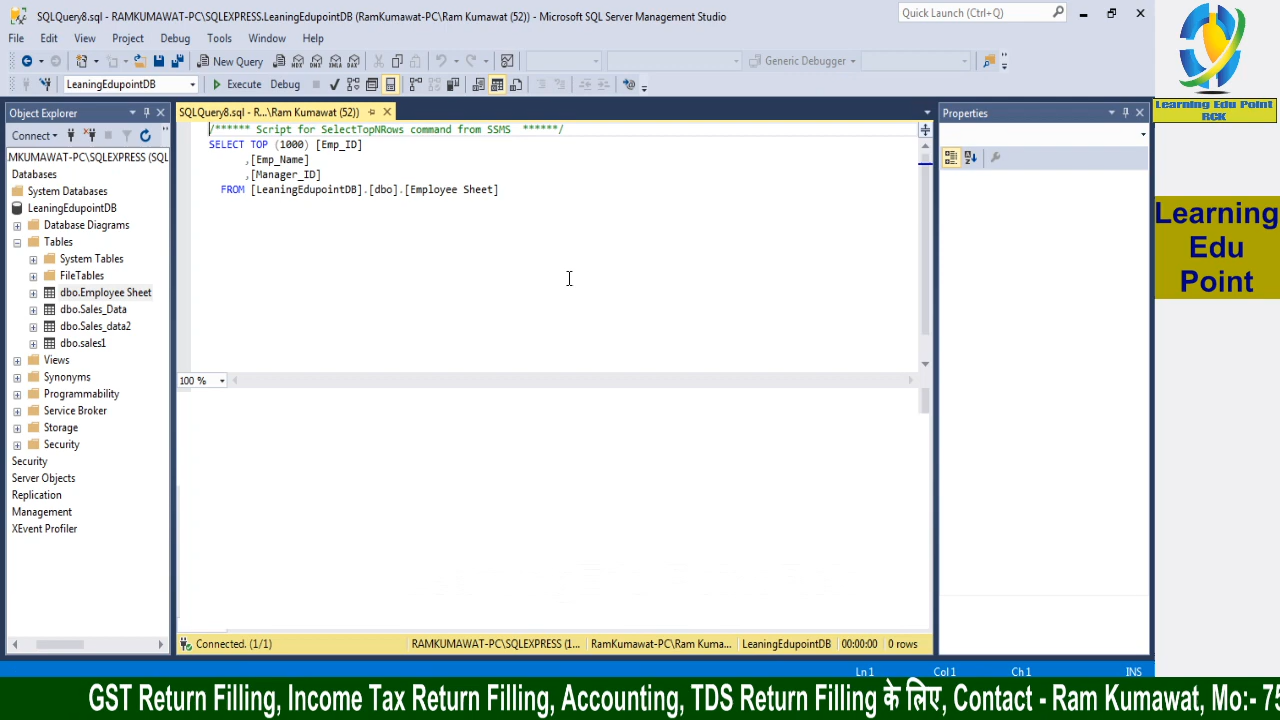 SQLQuery8.sql - RAMKUMAWAT-PC\SQLEXPRESS.LeaningEdupointDB (RamKumawat-PC\Ram Kumawat (52)) - Microsoft SQL Server Management Studio
Quick Launch (Ctrl+Q)
File Edit View Project Debug Tools Window Help
New Query
Generic Debugger
LeaningEdupointDB
Execute Debug
Object Explorer
Connect
MKUMAWAT-PC\SQLEXPRESS (SQL
Databases
System Databases
LeaningEdupointDB
Database Diagrams
Tables
System Tables
FileTables
dbo.Employee Sheet
dbo.Sales_Data
dbo.Sales_data2
dbo.sales1
Views
Synonyms
Programmability
Service Broker
Storage
Security
Security
Server Objects
Replication
Management
XEvent Profiler
SQLQuery8.sql - R...\Ram Kumawat (52))
/****** Script for SelectTopNRows command from SSMS ******/
SELECT TOP (1000) [Emp_ID]
,[Emp_Name]
,[Manager_ID]
FROM [LeaningEdupointDB].[dbo].[Employee Sheet]
100 %
Connected. (1/1)
RAMKUMAWAT-PC\SQLEXPRESS (1...
RamKumawat-PC\Ram Kuma...
LeaningEdupointDB
00:00:00
0 rows
Properties
Ln 1
Col 1
Ch 1
INS
Learning Edu Point
RCK
Learning
Edu
Point
GST Return Filling, Income Tax Return Filling, Accounting, TDS Return Filling के लिए, Contact - Ram Kumawat, Mo:- 75